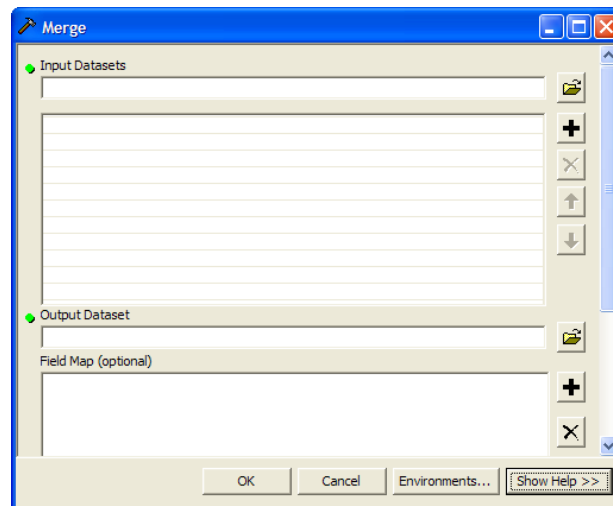 Merge
Input Datasets
Output Dataset
Field Map (optional)
OK Cancel Environments... Show Help >>